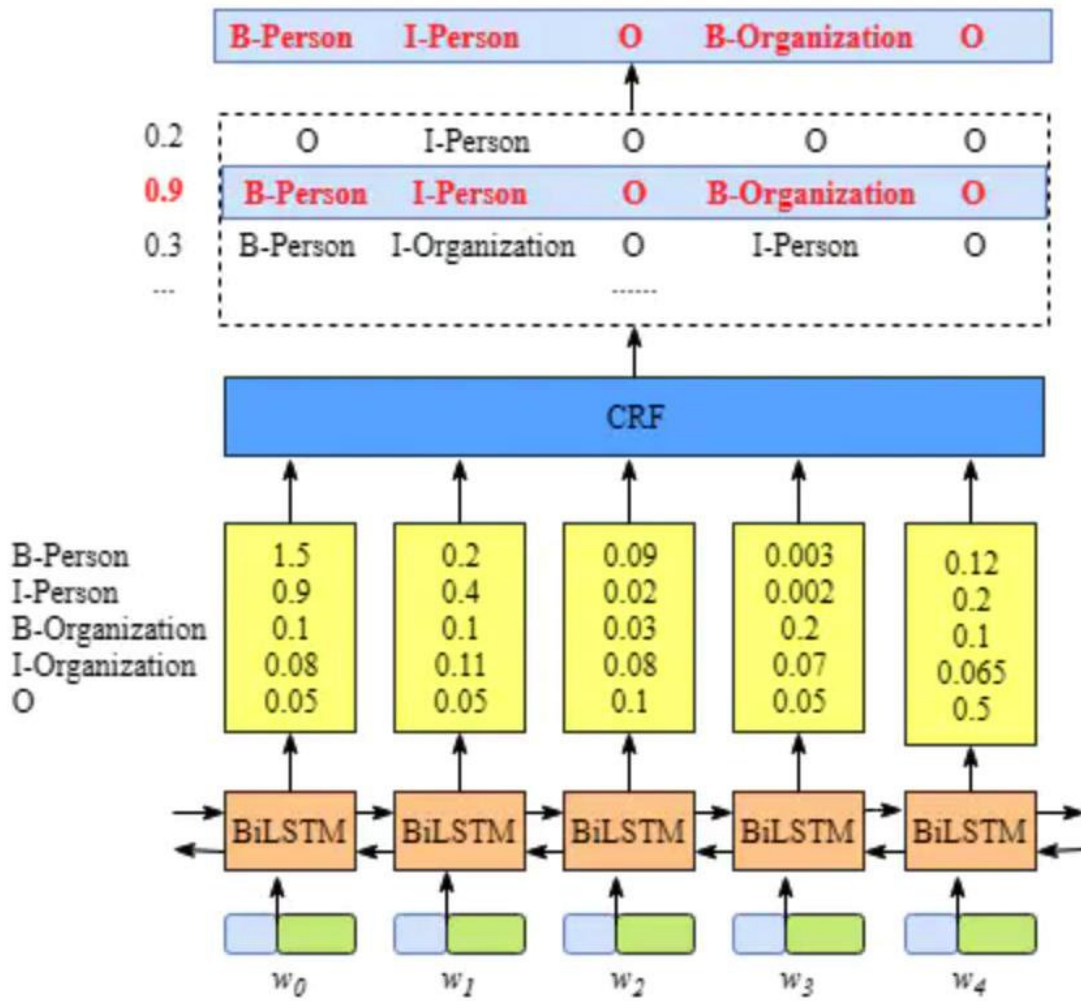 B-Person I-Person O B-Organization O
0.2 O I-Person O O O
0.9 B-Person I-Person O B-Organization O
0.3 B-Person I-Organization O I-Person O
... ......
CRF
B-Person 1.5 0.2 0.09 0.003 0.12
I-Person 0.9 0.4 0.02 0.002 0.2
B-Organization 0.1 0.1 0.03 0.2 0.1
I-Organization 0.08 0.11 0.08 0.07 0.065
O 0.05 0.05 0.1 0.05 0.5
BiLSTM BiLSTM BiLSTM BiLSTM BiLSTM
w0 w1 w2 w3 w4